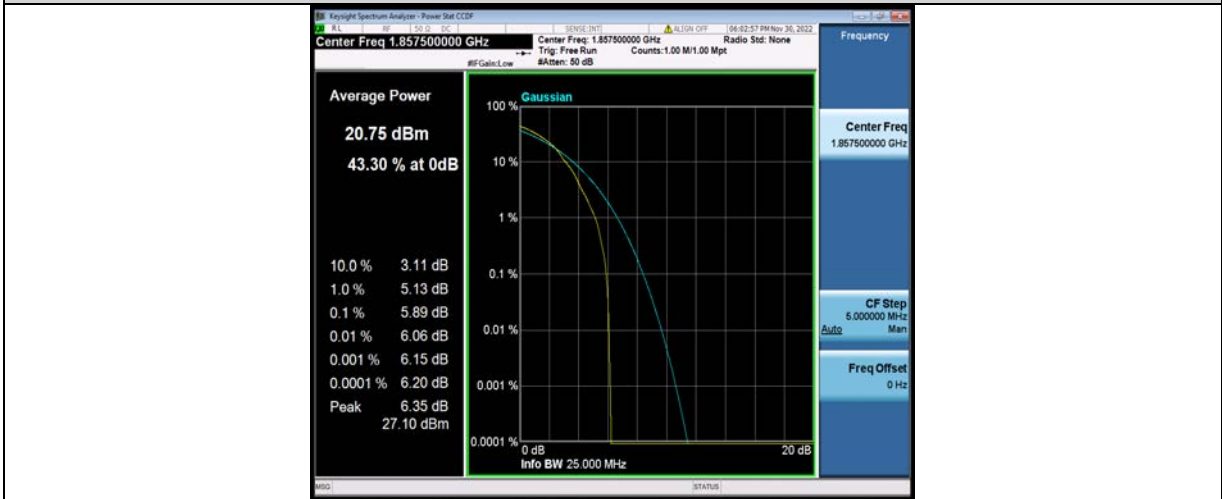 Keysight Spectrum Analyzer - Power Stat CCDF
RL RF 50 Ω DC SENSE:INT ALIGN OFF 06:02:57 PM Nov 30, 2022
Center Freq 1.857500000 GHz
Center Freq: 1.857500000 GHz Radio Std: None
Trig: Free Run Counts:1.00 M/1.00 Mpt
#IFGain:Low #Atten: 50 dB
Frequency
Average Power
20.75 dBm
43.30 % at 0dB
10.0 % 3.11 dB
1.0 % 5.13 dB
0.1 % 5.89 dB
0.01 % 6.06 dB
0.001 % 6.15 dB
0.0001 % 6.20 dB
Peak 6.35 dB
27.10 dBm
Gaussian
100 %
10 %
1 %
0.1 %
0.01 %
0.001 %
0.0001 %
0 dB 20 dB
Info BW 25.000 MHz
Center Freq
1.857500000 GHz
CF Step
5.000000 MHz
Auto Man
Freq Offset
0 Hz
MSG STATUS